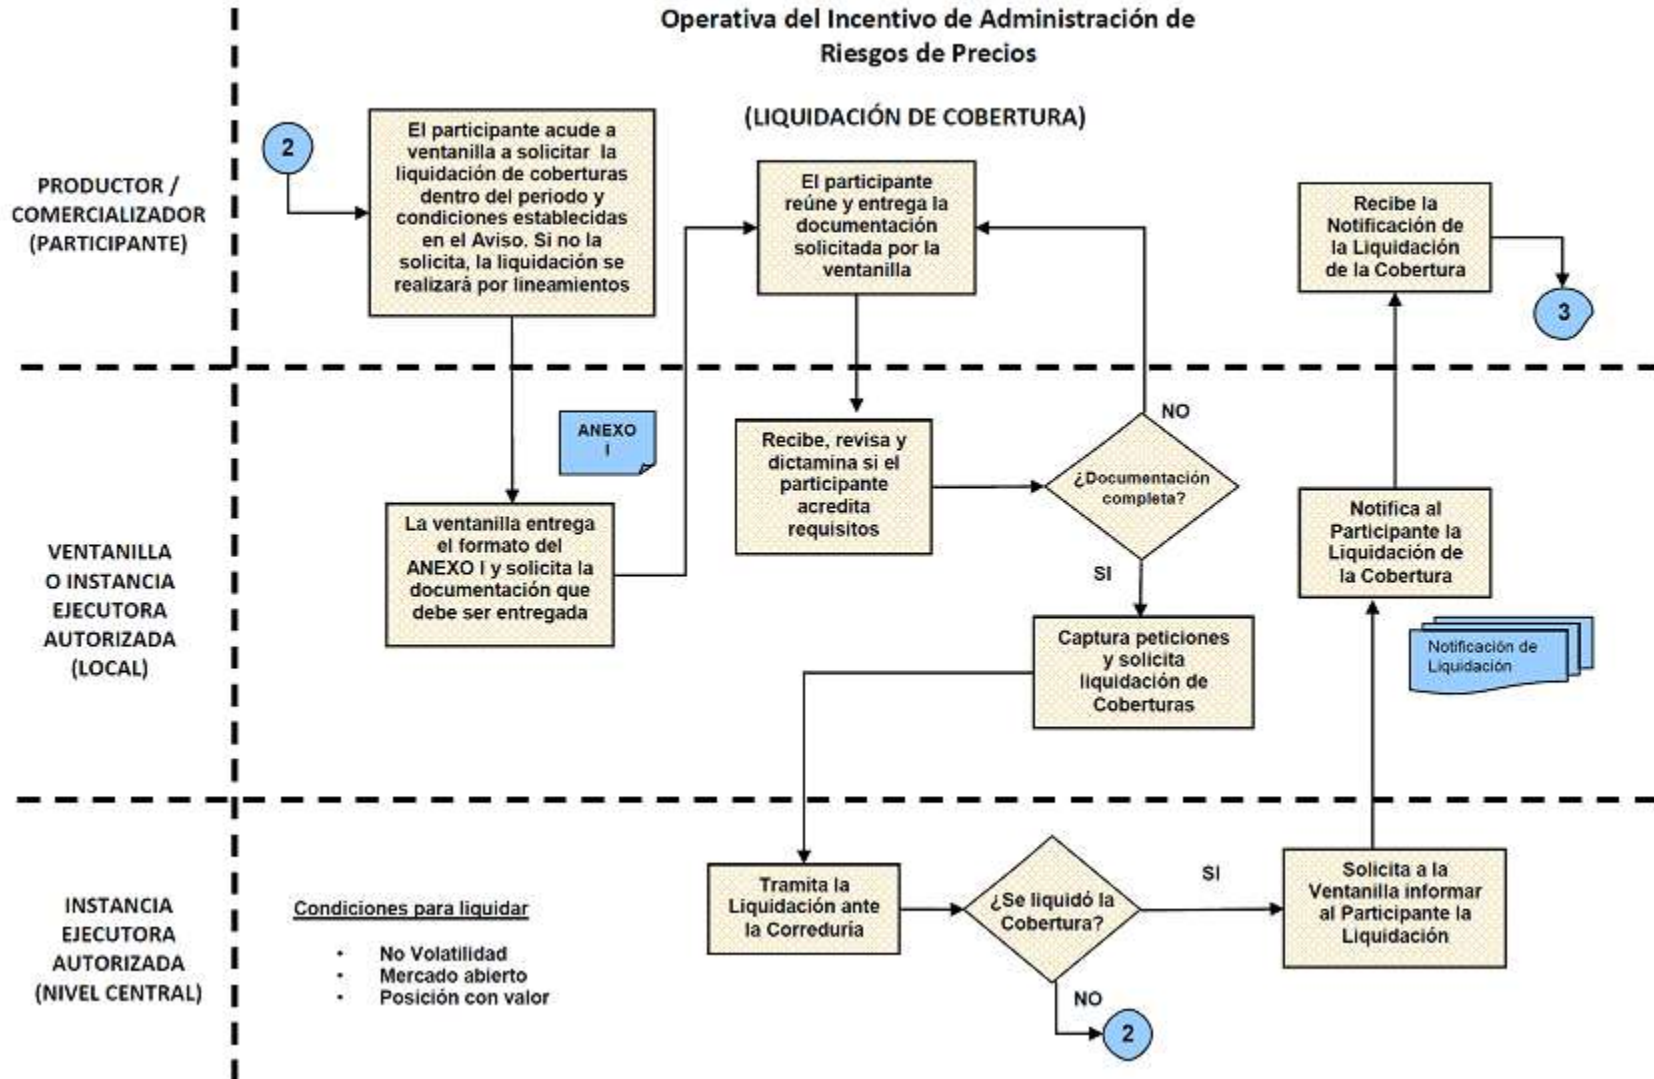 Operativa del Incentivo de Administración de
Riesgos de Precios
(LIQUIDACIÓN DE COBERTURA)
PRODUCTOR /
COMERCIALIZADOR
(PARTICIPANTE)
2
El participante acude a
ventanilla a solicitar la
liquidación de coberturas
dentro del periodo y
condiciones establecidas
en el Aviso. Si no la
solicita, la liquidación se
realizará por lineamientos
El participante
reúne y entrega la
documentación
solicitada por la
ventanilla
Recibe la
Notificación de
la Liquidación
de la Cobertura
3
VENTANILLA
O INSTANCIA
EJECUTORA
AUTORIZADA
(LOCAL)
ANEXO
I
La ventanilla entrega
el formato del
ANEXO I y solicita la
documentación que
debe ser entregada
Recibe, revisa y
dictamina si el
participante
acredita
requisitos
¿Documentación
completa?
NO
SI
Captura peticiones
y solicita
liquidación de
Coberturas
Notifica al
Participante la
Liquidación de
la Cobertura
Notificación de
Liquidación
INSTANCIA
EJECUTORA
AUTORIZADA
(NIVEL CENTRAL)
Condiciones para liquidar
• No Volatilidad
• Mercado abierto
• Posición con valor
Tramita la
Liquidación ante
la Correduría
¿Se liquidó la
Cobertura?
SI
NO
2
Solicita a la
Ventanilla informar
al Participante la
Liquidación